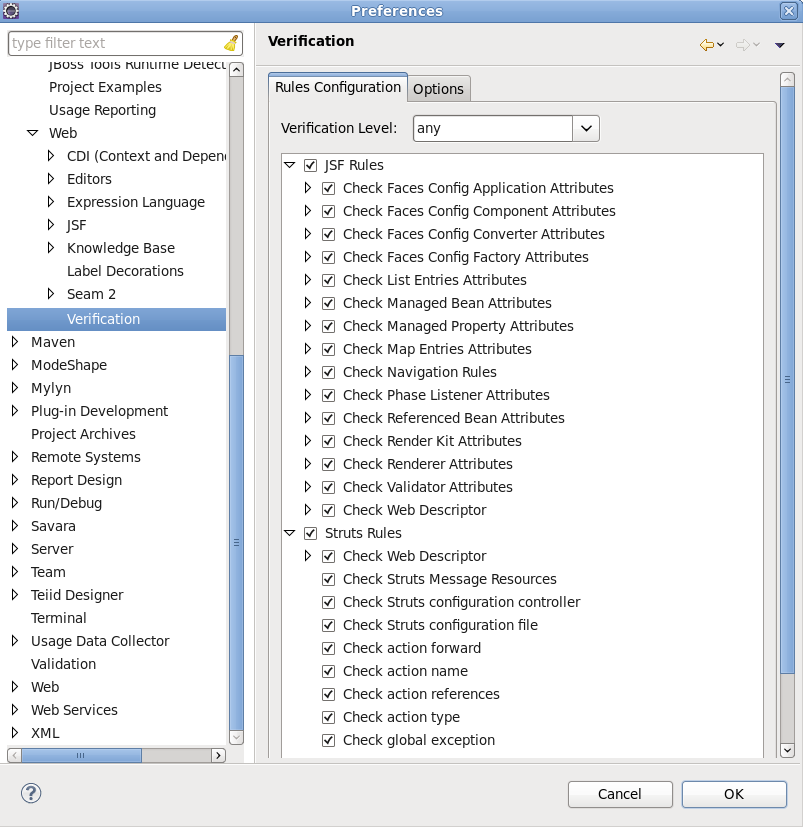 Preferences
type filter text
JBoss Tools Runtime Detect
Project Examples
Usage Reporting
Web
CDI (Context and Depen
Editors
Expression Language
JSF
Knowledge Base
Label Decorations
Seam 2
Verification
Maven
ModeShape
Mylyn
Plug-in Development
Project Archives
Remote Systems
Report Design
Run/Debug
Savara
Server
Team
Teiid Designer
Terminal
Usage Data Collector
Validation
Web
Web Services
XML
Verification
Rules Configuration
Options
Verification Level: any
JSF Rules
Check Faces Config Application Attributes
Check Faces Config Component Attributes
Check Faces Config Converter Attributes
Check Faces Config Factory Attributes
Check List Entries Attributes
Check Managed Bean Attributes
Check Managed Property Attributes
Check Map Entries Attributes
Check Navigation Rules
Check Phase Listener Attributes
Check Referenced Bean Attributes
Check Render Kit Attributes
Check Renderer Attributes
Check Validator Attributes
Check Web Descriptor
Struts Rules
Check Web Descriptor
Check Struts Message Resources
Check Struts configuration controller
Check Struts configuration file
Check action forward
Check action name
Check action references
Check action type
Check global exception
Cancel
OK